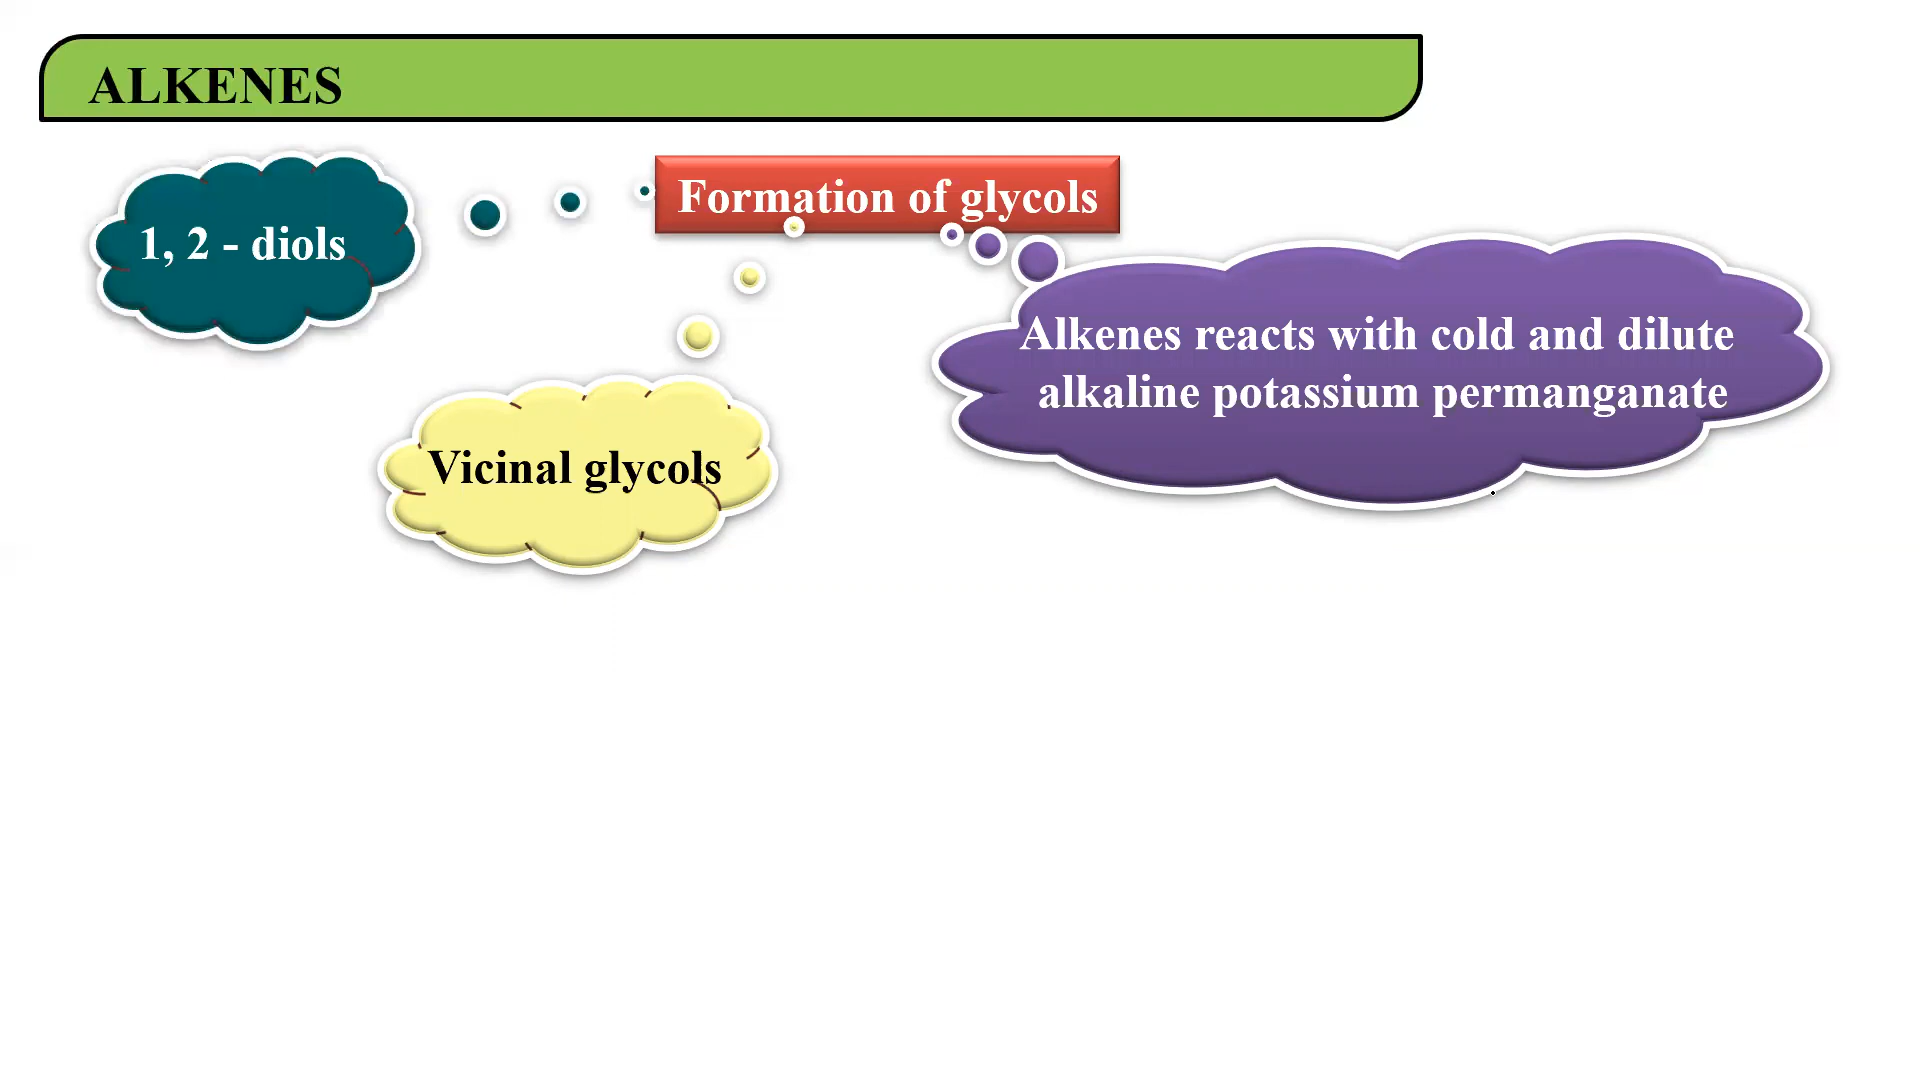 ALKENES
Formation of glycols
1, 2 - diols
Vicinal glycols
Alkenes reacts with cold and dilute
alkaline potassium permanganate